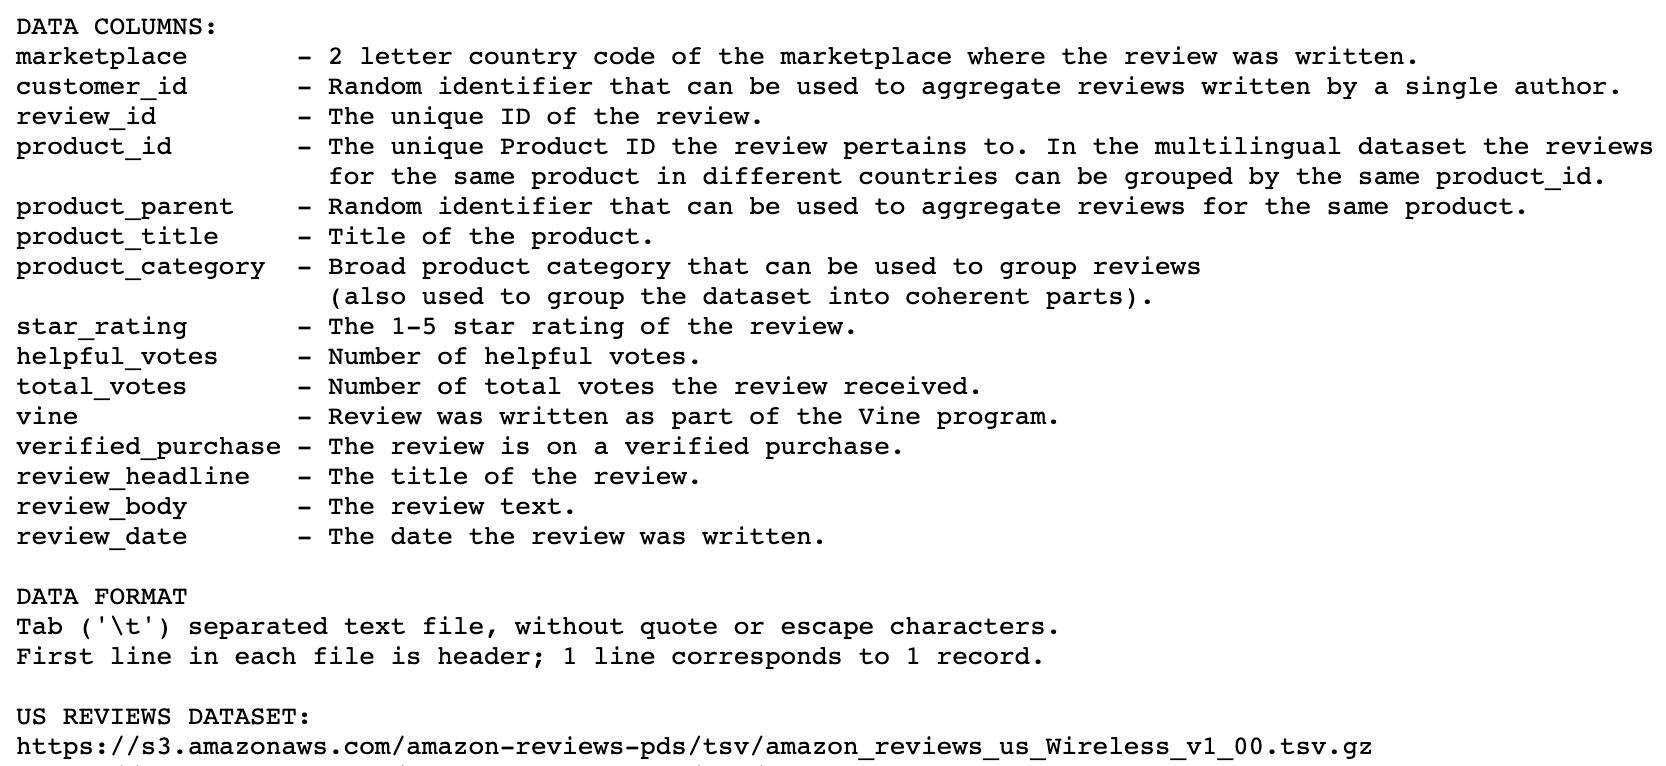 DATA COLUMNS:
marketplace       - 2 letter country code of the marketplace where the review was written.
customer_id       - Random identifier that can be used to aggregate reviews written by a single author.
review_id         - The unique ID of the review.
product_id        - The unique Product ID the review pertains to. In the multilingual dataset the reviews
                    for the same product in different countries can be grouped by the same product_id.
product_parent    - Random identifier that can be used to aggregate reviews for the same product.
product_title     - Title of the product.
product_category  - Broad product category that can be used to group reviews
                    (also used to group the dataset into coherent parts).
star_rating       - The 1-5 star rating of the review.
helpful_votes     - Number of helpful votes.
total_votes       - Number of total votes the review received.
vine              - Review was written as part of the Vine program.
verified_purchase - The review is on a verified purchase.
review_headline   - The title of the review.
review_body       - The review text.
review_date       - The date the review was written.

DATA FORMAT
Tab ('\t') separated text file, without quote or escape characters.
First line in each file is header; 1 line corresponds to 1 record.

US REVIEWS DATASET:
https://s3.amazonaws.com/amazon-reviews-pds/tsv/amazon_reviews_us_Wireless_v1_00.tsv.gz